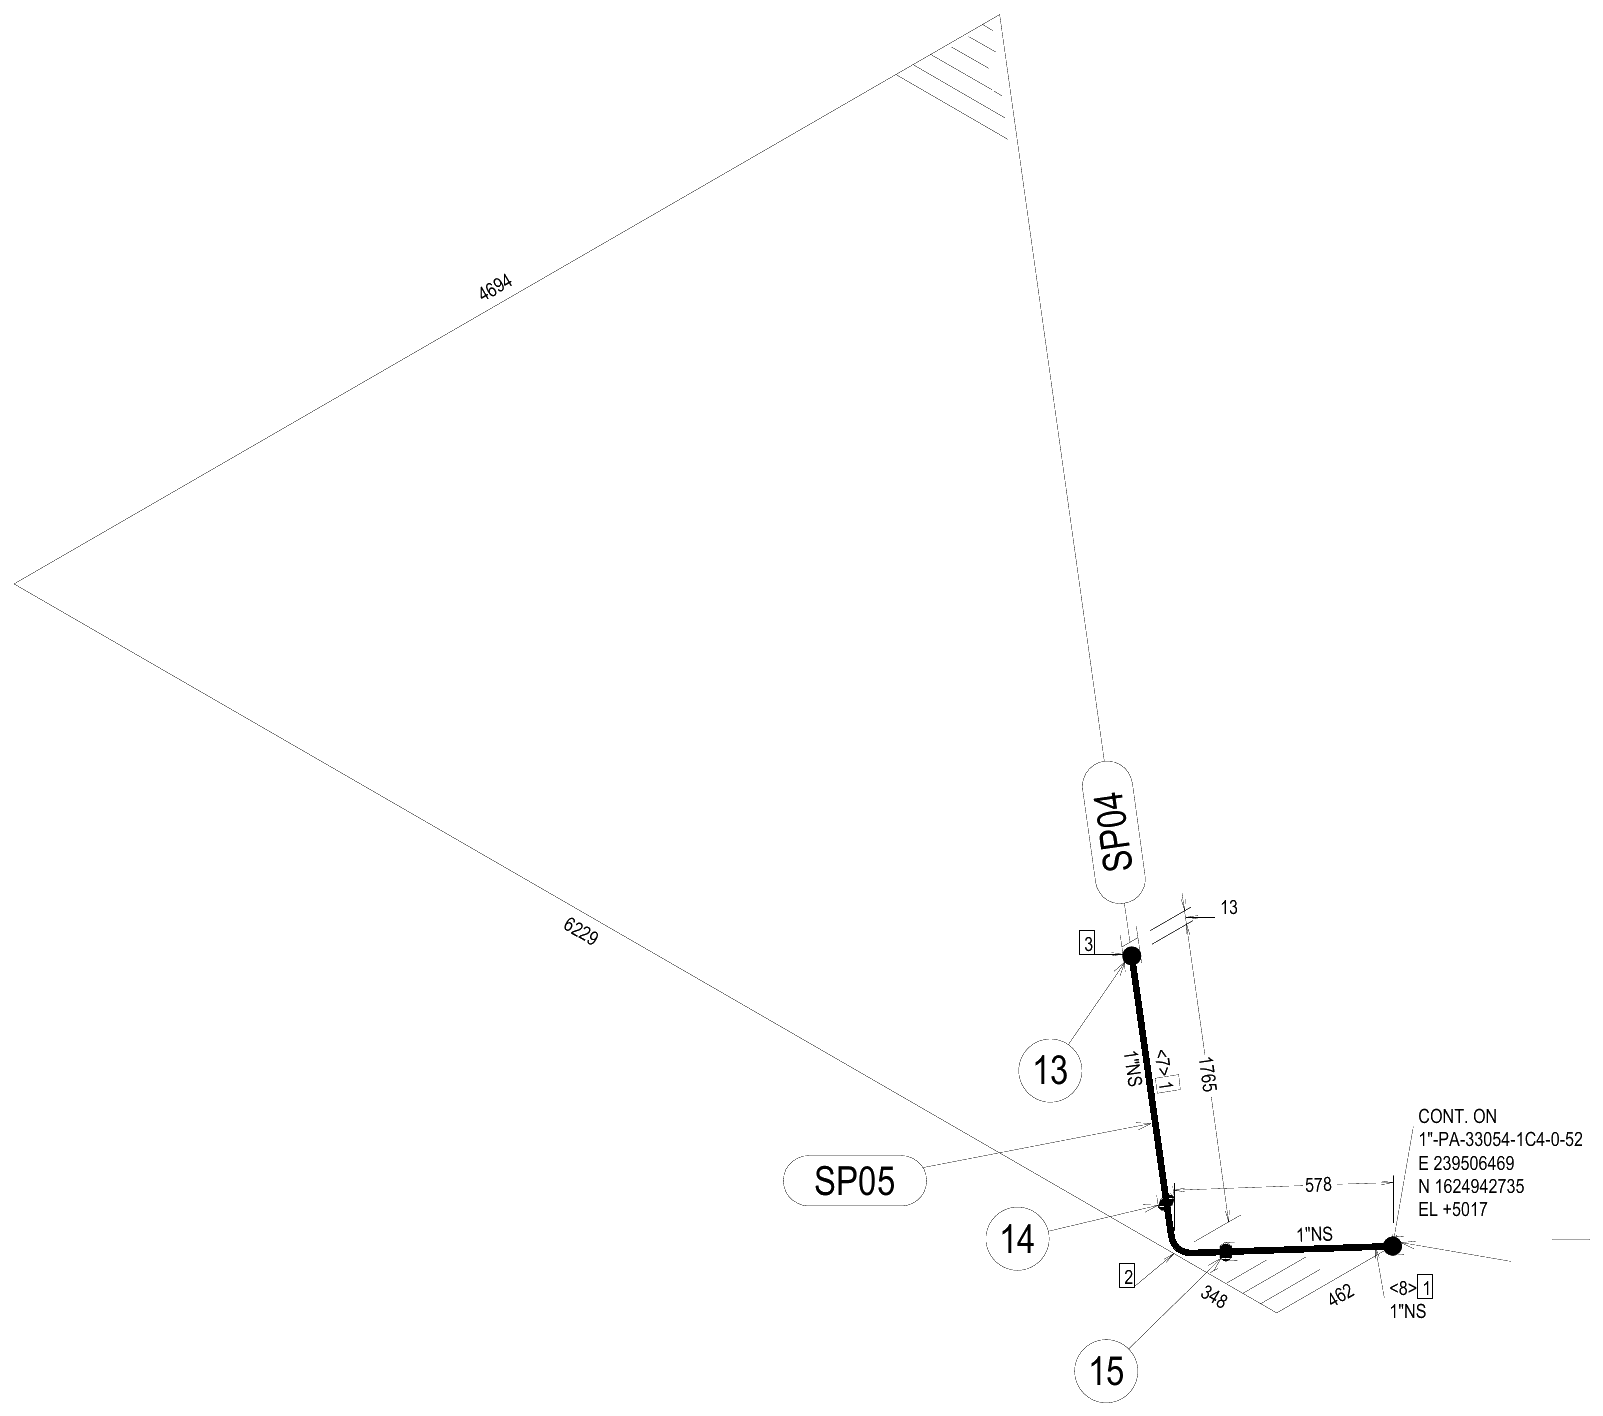 4694
6229
SP04
13
3
13
1"NS
<7> 1
1765
SP05
14
578
CONT. ON
1"-PA-33054-1C4-0-52
E 239506469
N 1624942735
EL +5017
1"NS
2
348
462
<8> 1
1"NS
15